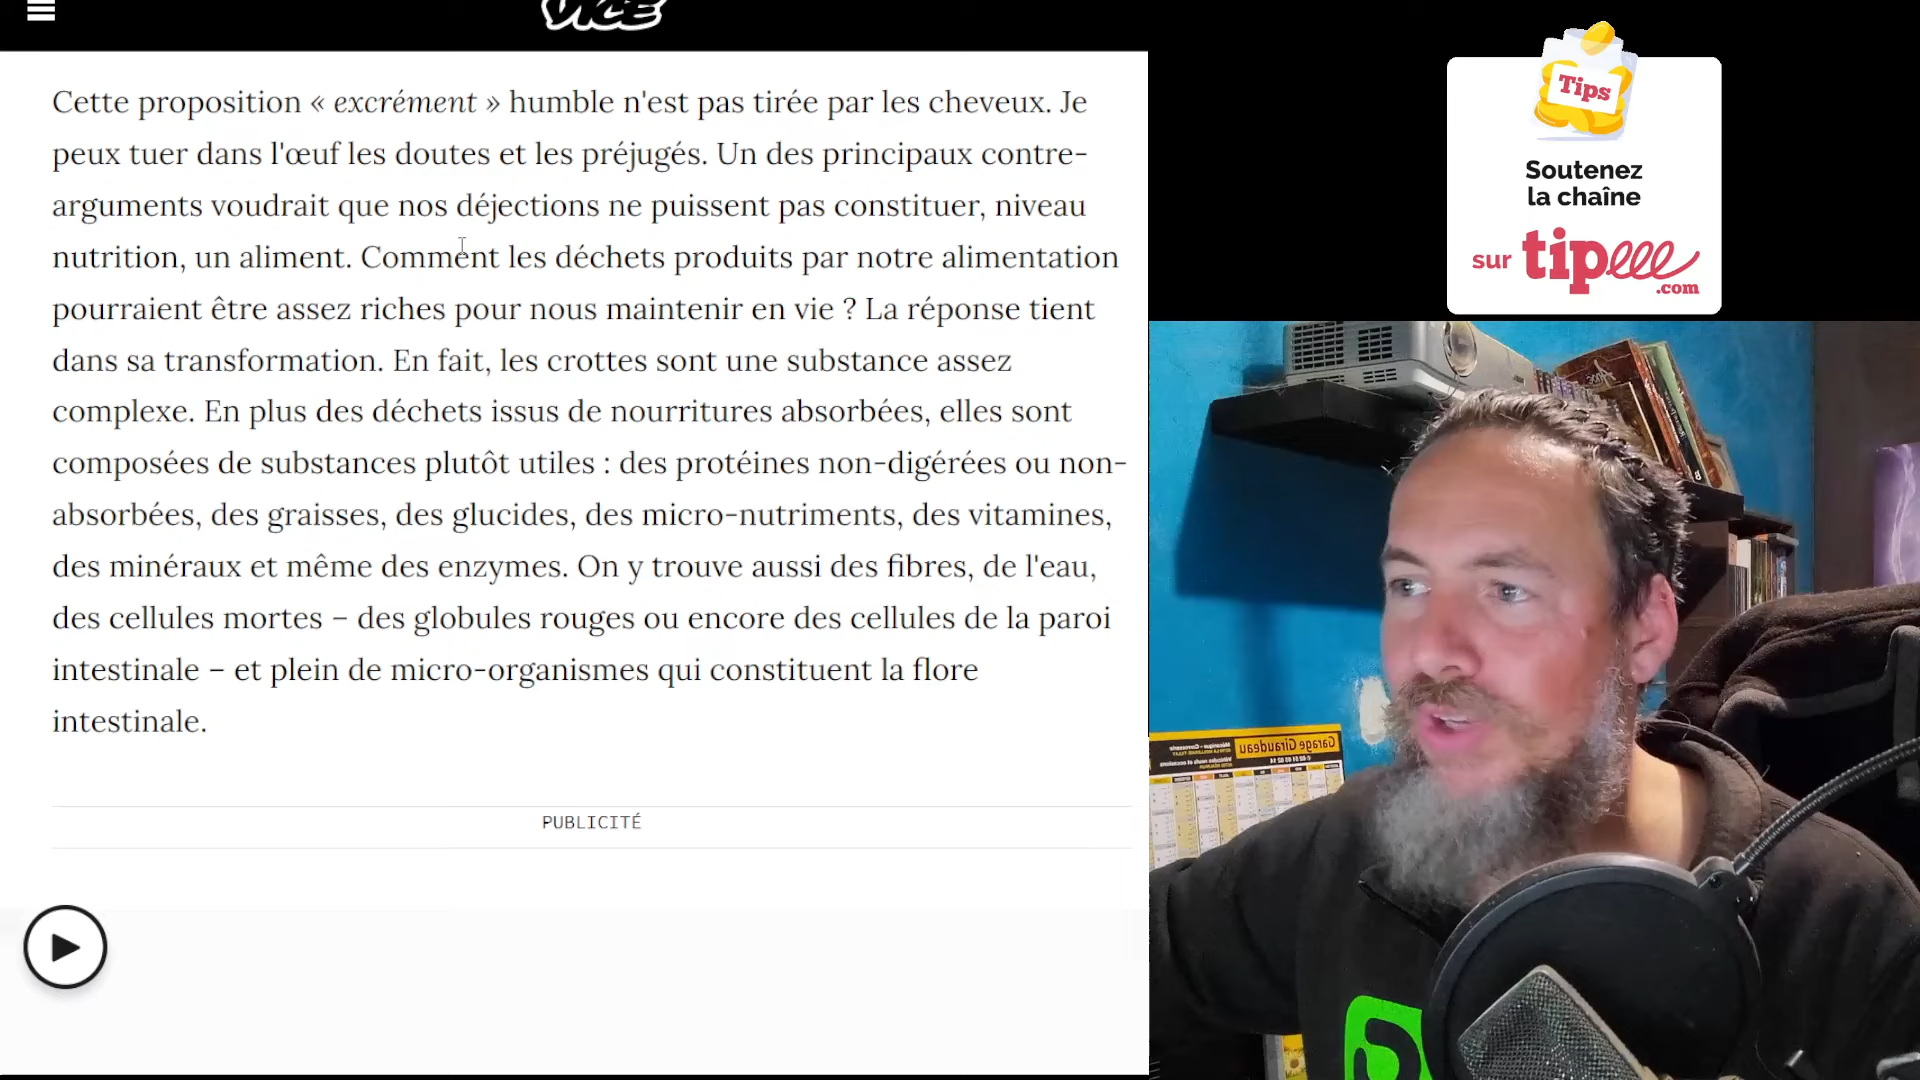 VICE
Cette proposition « excrément » humble n'est pas tirée par les cheveux. Je
peux tuer dans l'œuf les doutes et les préjugés. Un des principaux contre-
arguments voudrait que nos déjections ne puissent pas constituer, niveau
nutrition, un aliment. Comment les déchets produits par notre alimentation
pourraient être assez riches pour nous maintenir en vie ? La réponse tient
dans sa transformation. En fait, les crottes sont une substance assez
complexe. En plus des déchets issus de nourritures absorbées, elles sont
composées de substances plutôt utiles : des protéines non-digérées ou non-
absorbées, des graisses, des glucides, des micro-nutriments, des vitamines,
des minéraux et même des enzymes. On y trouve aussi des fibres, de l'eau,
des cellules mortes – des globules rouges ou encore des cellules de la paroi
intestinale – et plein de micro-organismes qui constituent la flore
intestinale.
PUBLICITÉ
Tips
Soutenez
la chaîne
sur tipeee
.com
Garage Giraudeau
Mécanique - Carrosserie